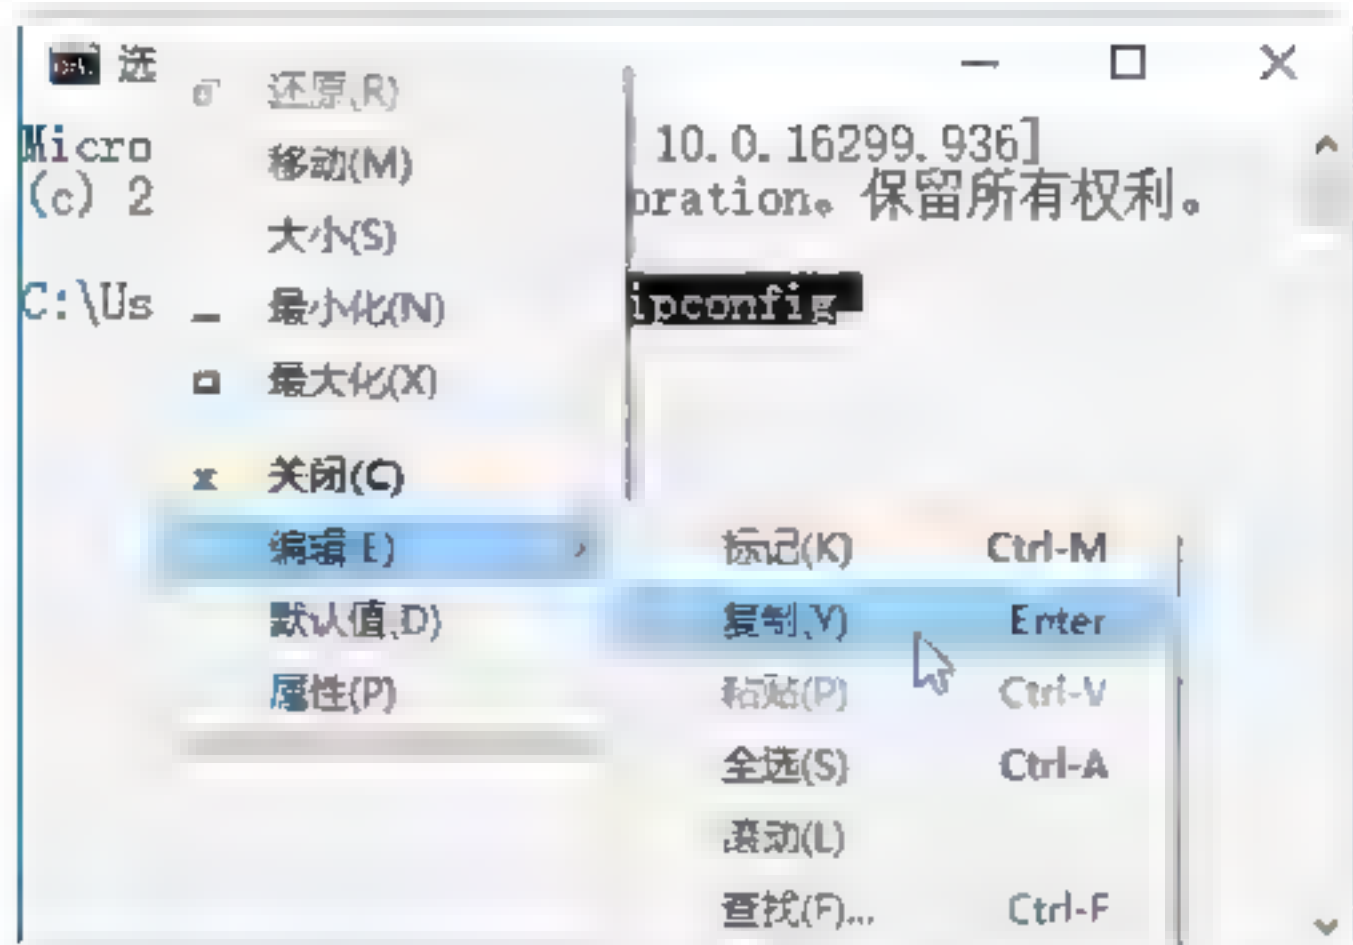 选
Micro
10.0.16299.936]
(c) 2
oration。保留所有权利。
C:\Us
ipconfig
还原(R)
移动(M)
大小(S)
最小化(N)
最大化(X)
关闭(C)
编辑(E)
默认值(D)
属性(P)
标记(K) Ctrl-M
复制(Y) Enter
粘贴(P) Ctrl-V
全选(S) Ctrl-A
滚动(L)
查找(F)... Ctrl-F